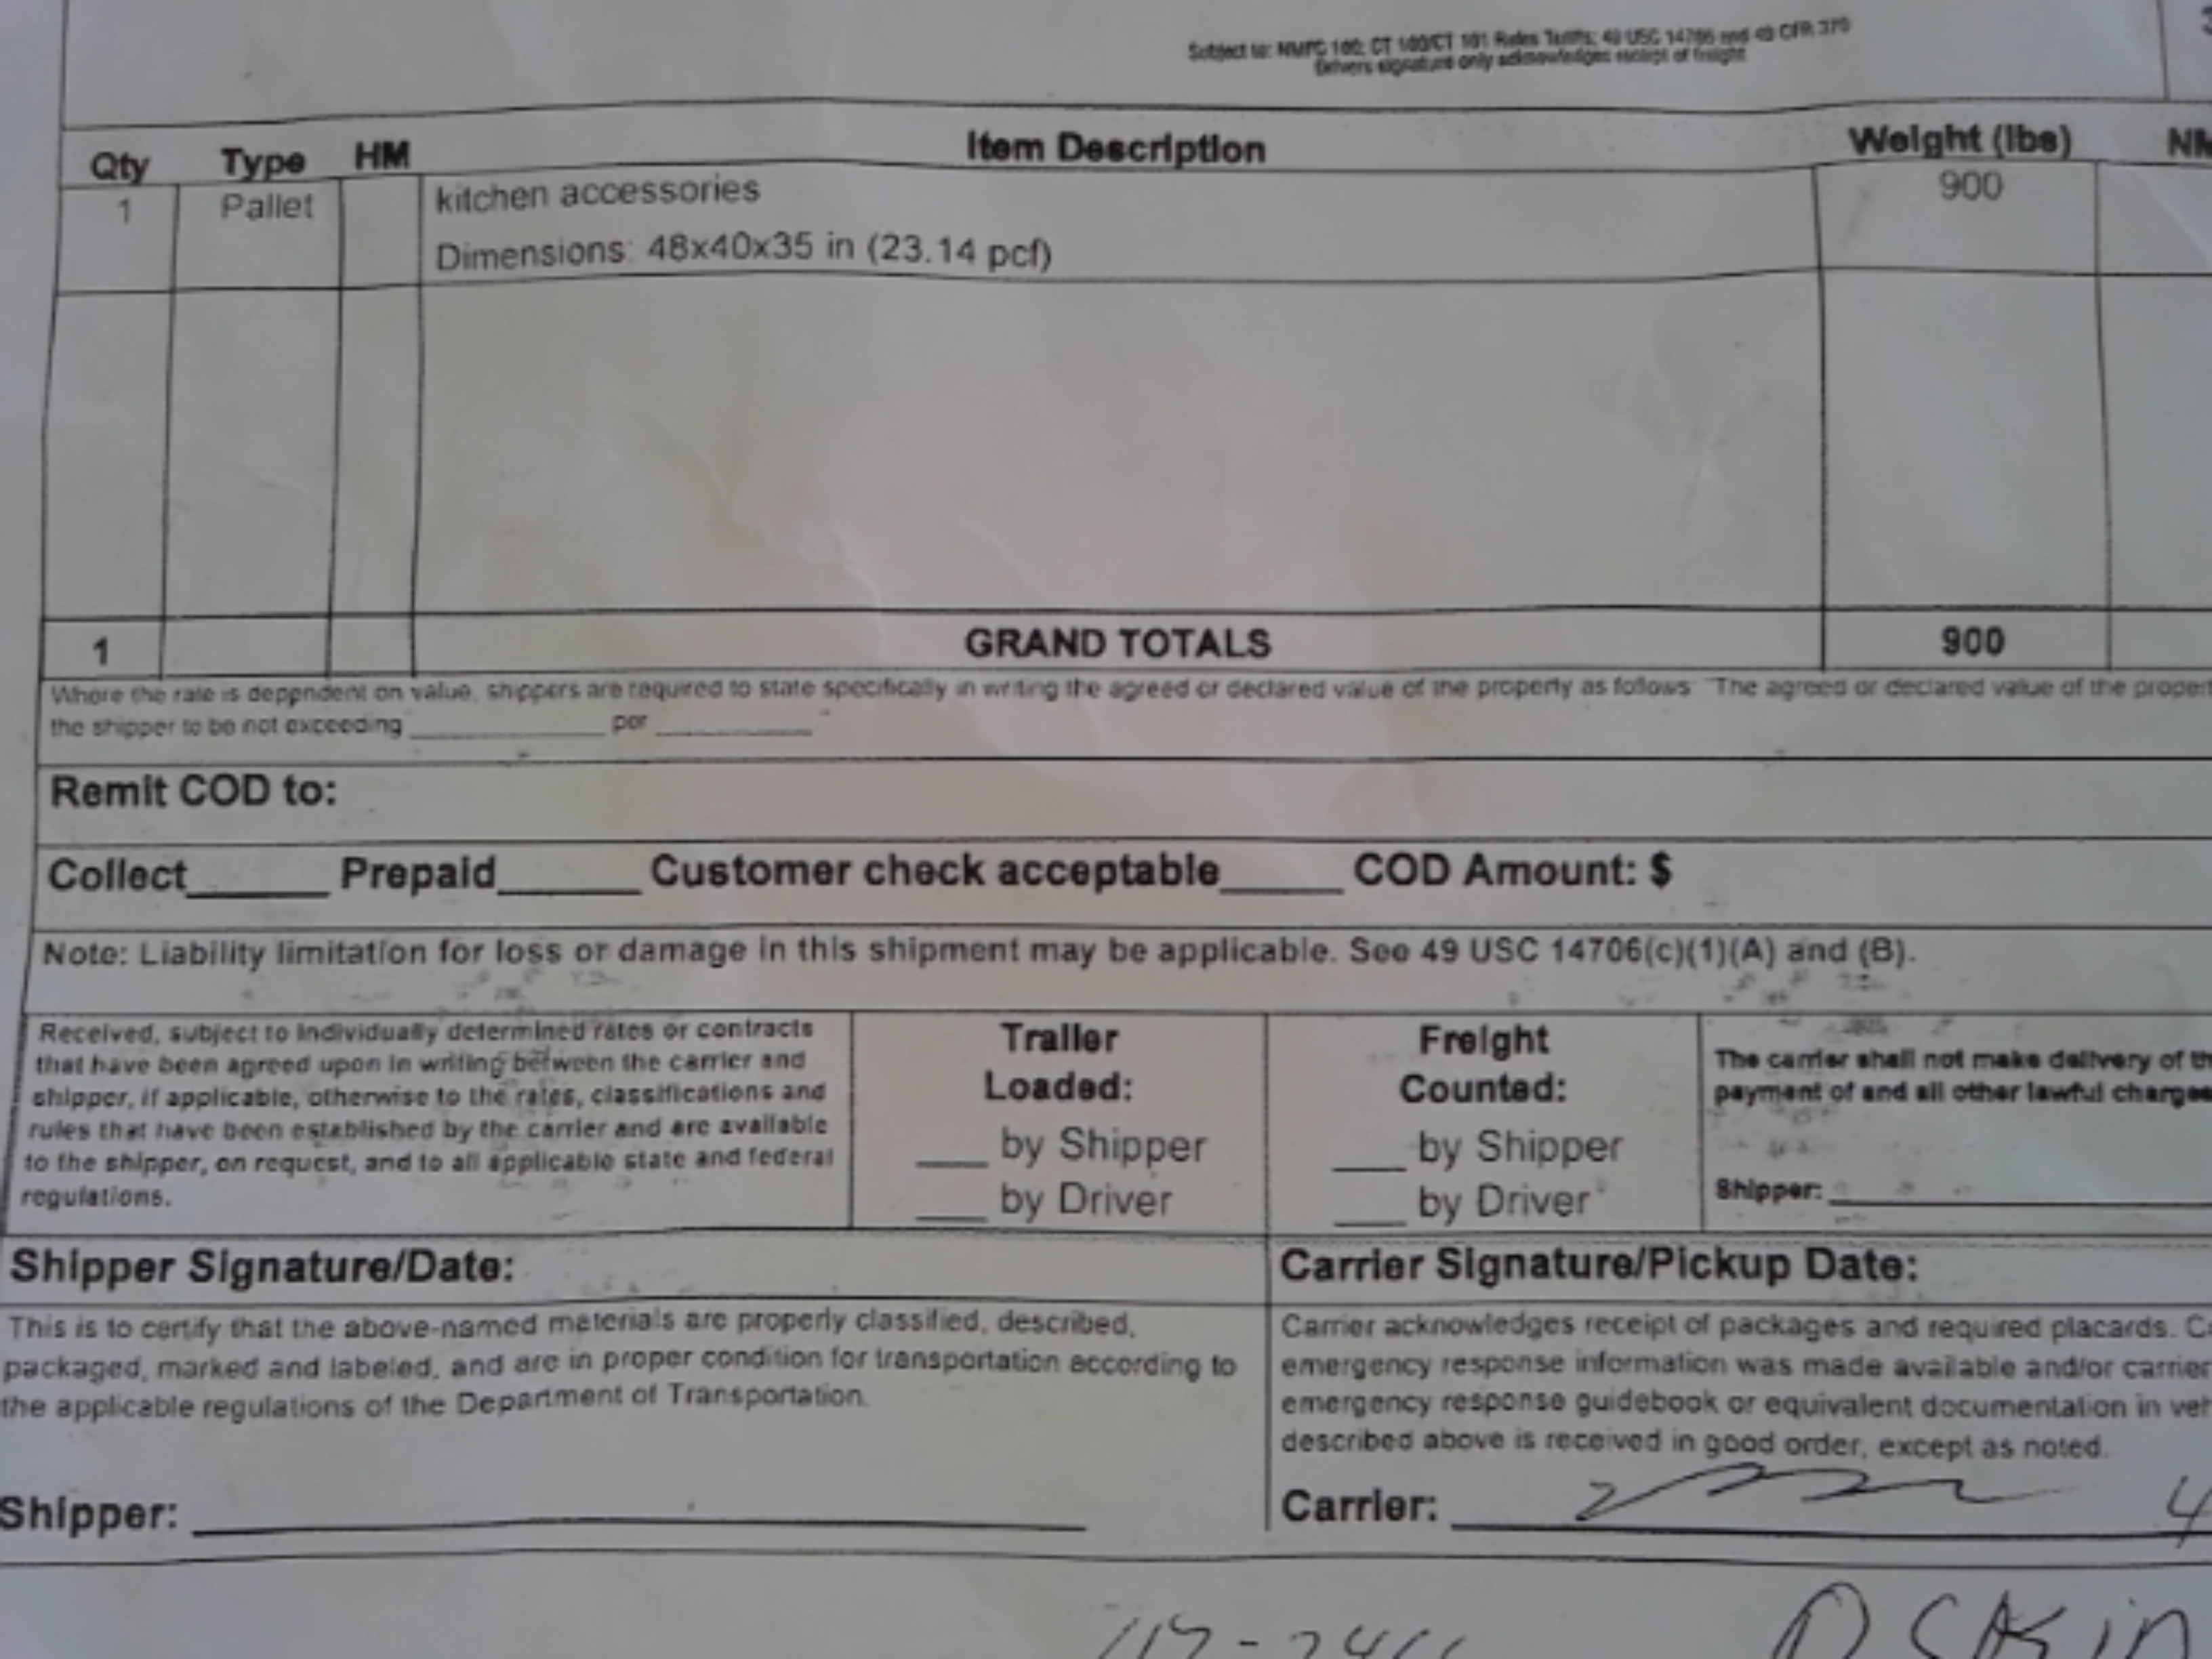 Subject to: NMFC 100; CT 100/CT 101 Rules Tariffs; 49 USC 14706 and 49 CFR 370
Drivers signature only acknowledges receipt of freight
Qty Type HM Item Description Weight (lbs)
1 Pallet kitchen accessories 900
Dimensions: 48x40x35 in (23.14 pcf)
1 GRAND TOTALS 900
Where the rate is dependent on value, shippers are required to state specifically in writing the agreed or declared value of the property as follows: "The agreed or declared value of the
the shipper to be not exceeding ____________ per ____________ "
Remit COD to:
Collect______ Prepaid______ Customer check acceptable_____ COD Amount: $
Note: Liability limitation for loss or damage in this shipment may be applicable. See 49 USC 14706(c)(1)(A) and (B).
Received, subject to individually determined rates or contracts
that have been agreed upon in writing between the carrier and
shipper, if applicable, otherwise to the rates, classifications and
rules that have been established by the carrier and are available
to the shipper, on request, and to all applicable state and federal
regulations.
Trailer
Loaded:
___ by Shipper
___ by Driver
Freight
Counted:
___ by Shipper
___ by Driver
The carrier shall not make delivery of
payment of and all other lawful charges
Shipper: ____________
Shipper Signature/Date:
This is to certify that the above-named materials are properly classified, described,
packaged, marked and labeled, and are in proper condition for transportation according to
the applicable regulations of the Department of Transportation.
Shipper: ____________
Carrier Signature/Pickup Date:
Carrier acknowledges receipt of packages and required placards.
emergency response information was made available and/or carrier
emergency response guidebook or equivalent documentation in
described above is received in good order, except as noted.
Carrier: ____________ 4